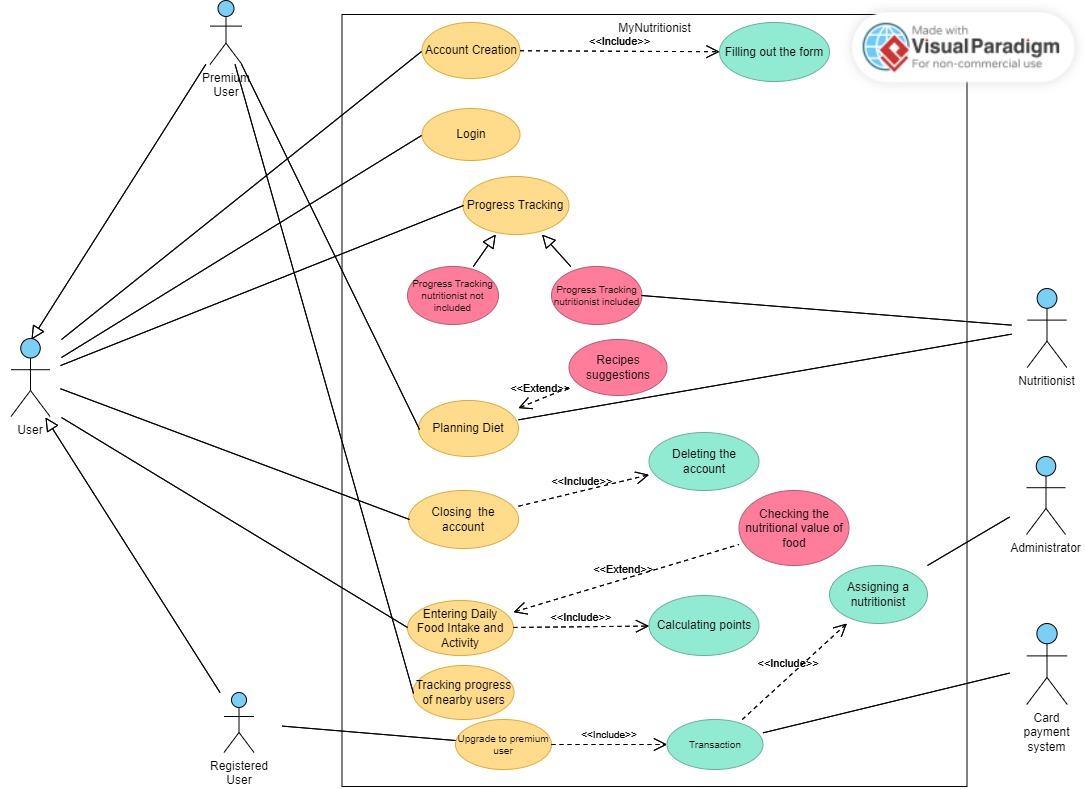 MyNutritionist
Made with
VisualParadigm
For non-commercial use
Account Creation
<<Include>>
Filling out the form
Premium
User
Login
Progress Tracking
Progress Tracking
nutritionist not
included
Progress Tracking
nutritionist included
Nutritionist
Recipes
suggestions
<<Extend>>
User
Planning Diet
Deleting the
account
<<Include>>
Closing the
account
Checking the
nutritional value of
food
Administrator
<<Extend>>
Assigning a
nutritionist
Entering Daily
Food Intake and
Activity
<<Include>>
Calculating points
<<Include>>
Tracking progress
of nearby users
Card
payment
system
Upgrade to premium
user
<<Include>>
Transaction
Registered
User